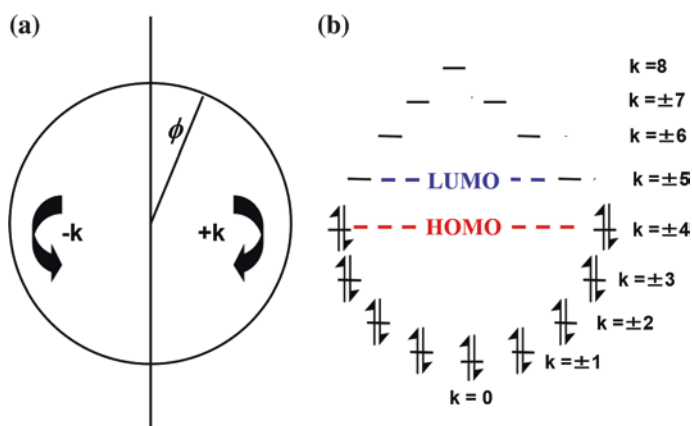 (a)
ϕ
-k
+k
(b)
k =8
k =±7
k =±6
LUMO
k =±5
HOMO
k =±4
k =±3
k =±2
k =±1
k = 0